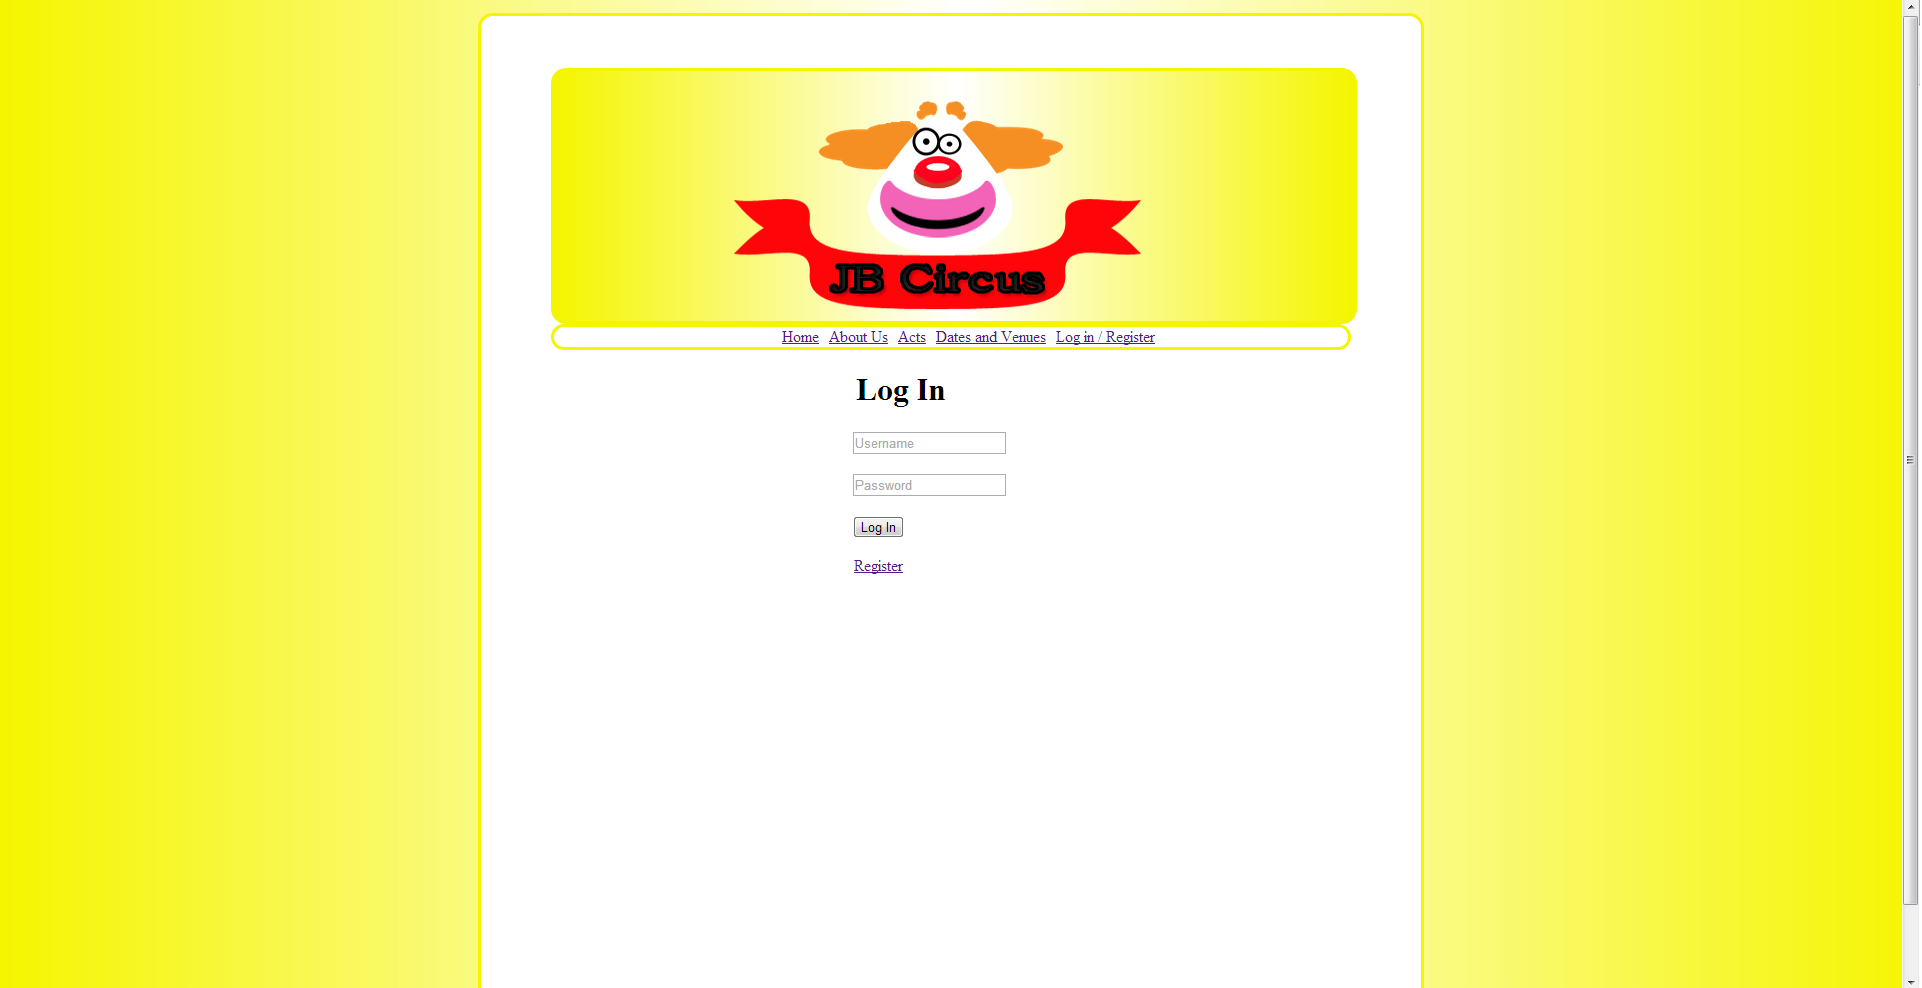 JB Circus
Home About Us Acts Dates and Venues Log in / Register
Log In
Username
Password
Log In
Register